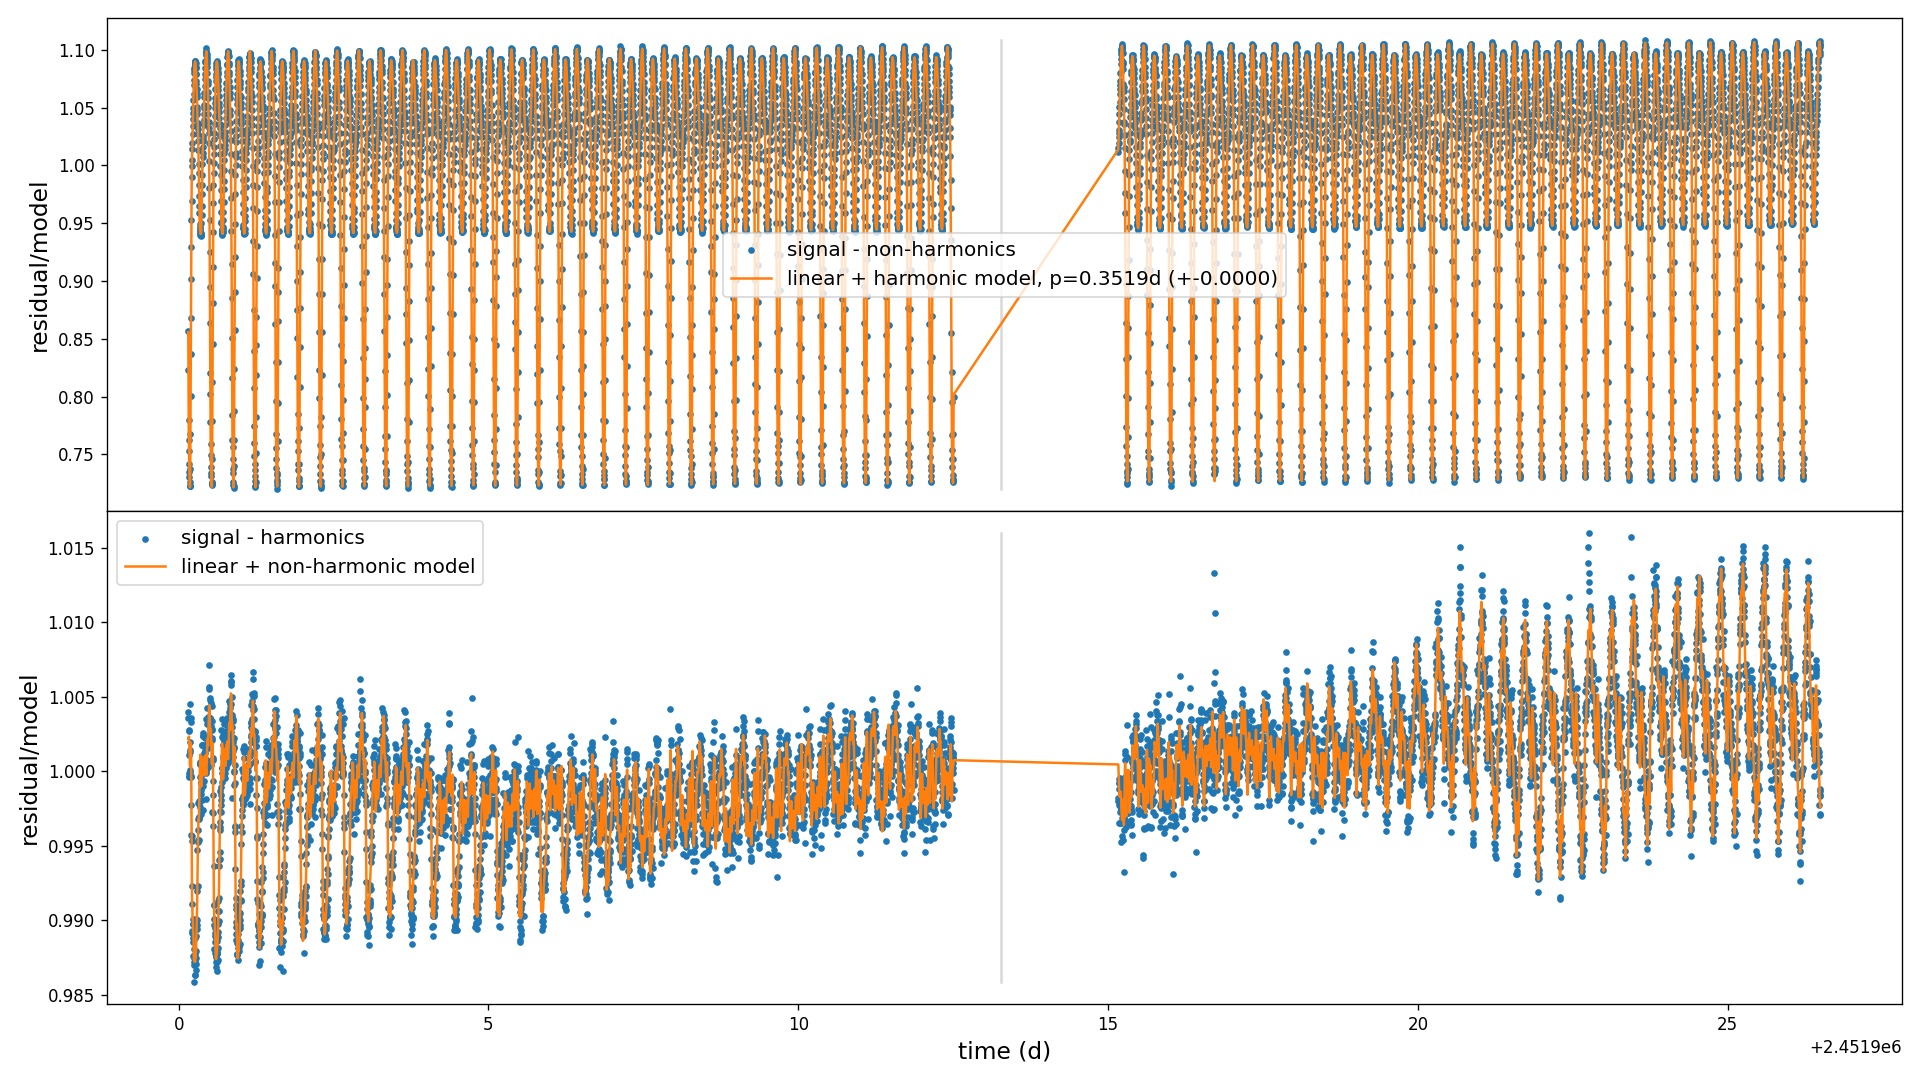 1.10
1.05
1.00
0.95
0.90
0.85
0.80
0.75
residual/model
signal - non-harmonics
linear + harmonic model, p=0.3519d (+-0.0000)
signal - harmonics
linear + non-harmonic model
1.015
1.010
1.005
1.000
0.995
0.990
0.985
residual/model
0 5 10 15 20 25
time (d)
+2.4519e6